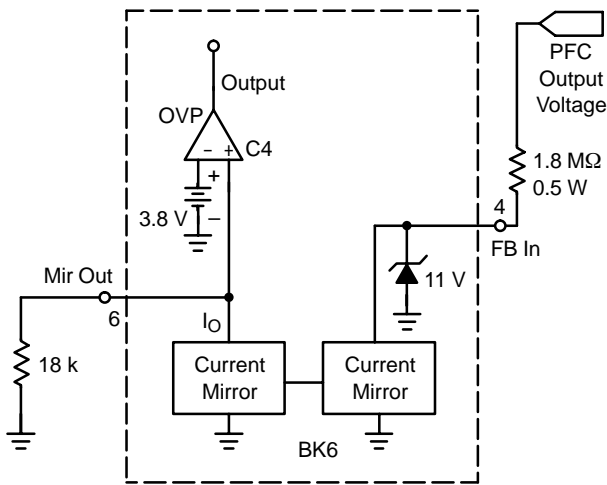 PFC
Output
Voltage
Output
OVP
− +
C4
+
3.8 V
−
1.8 MΩ
0.5 W
4
FB In
11 V
Mir Out
6
IO
18 k
Current
Mirror
Current
Mirror
BK6